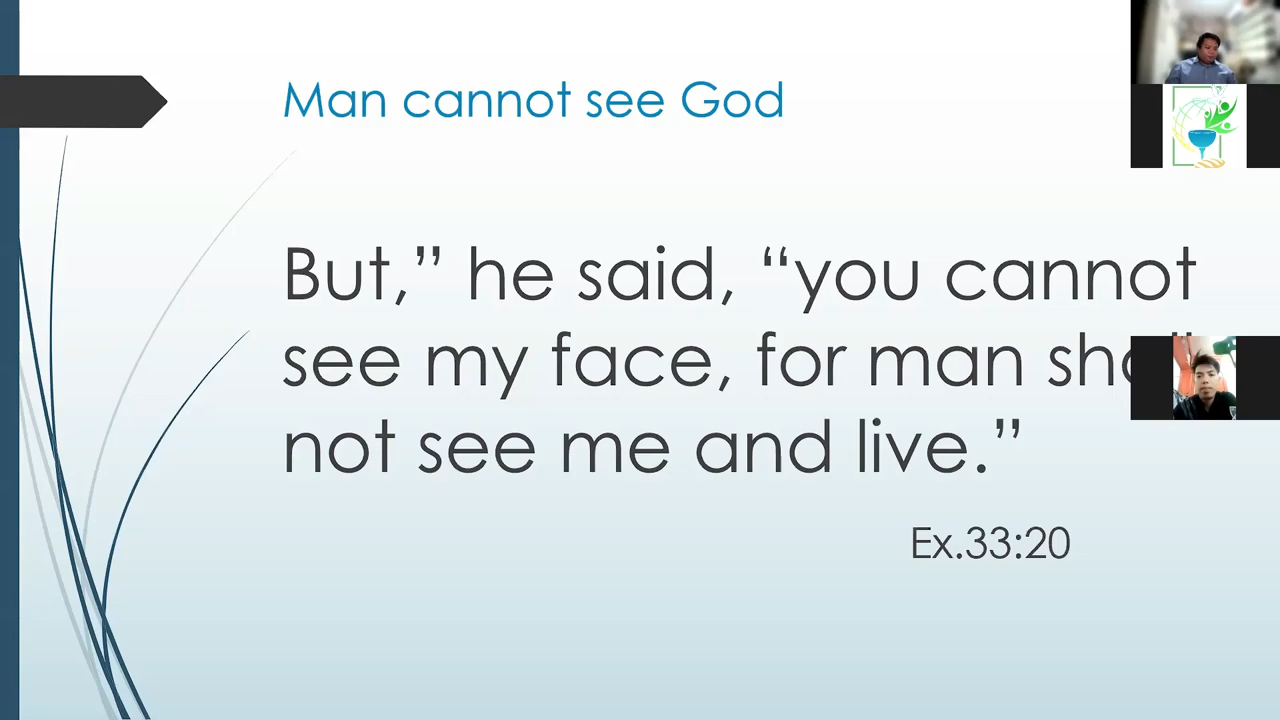 Man cannot see God
But,” he said, “you cannot
see my face, for man
not see me and live.”
Ex.33:20